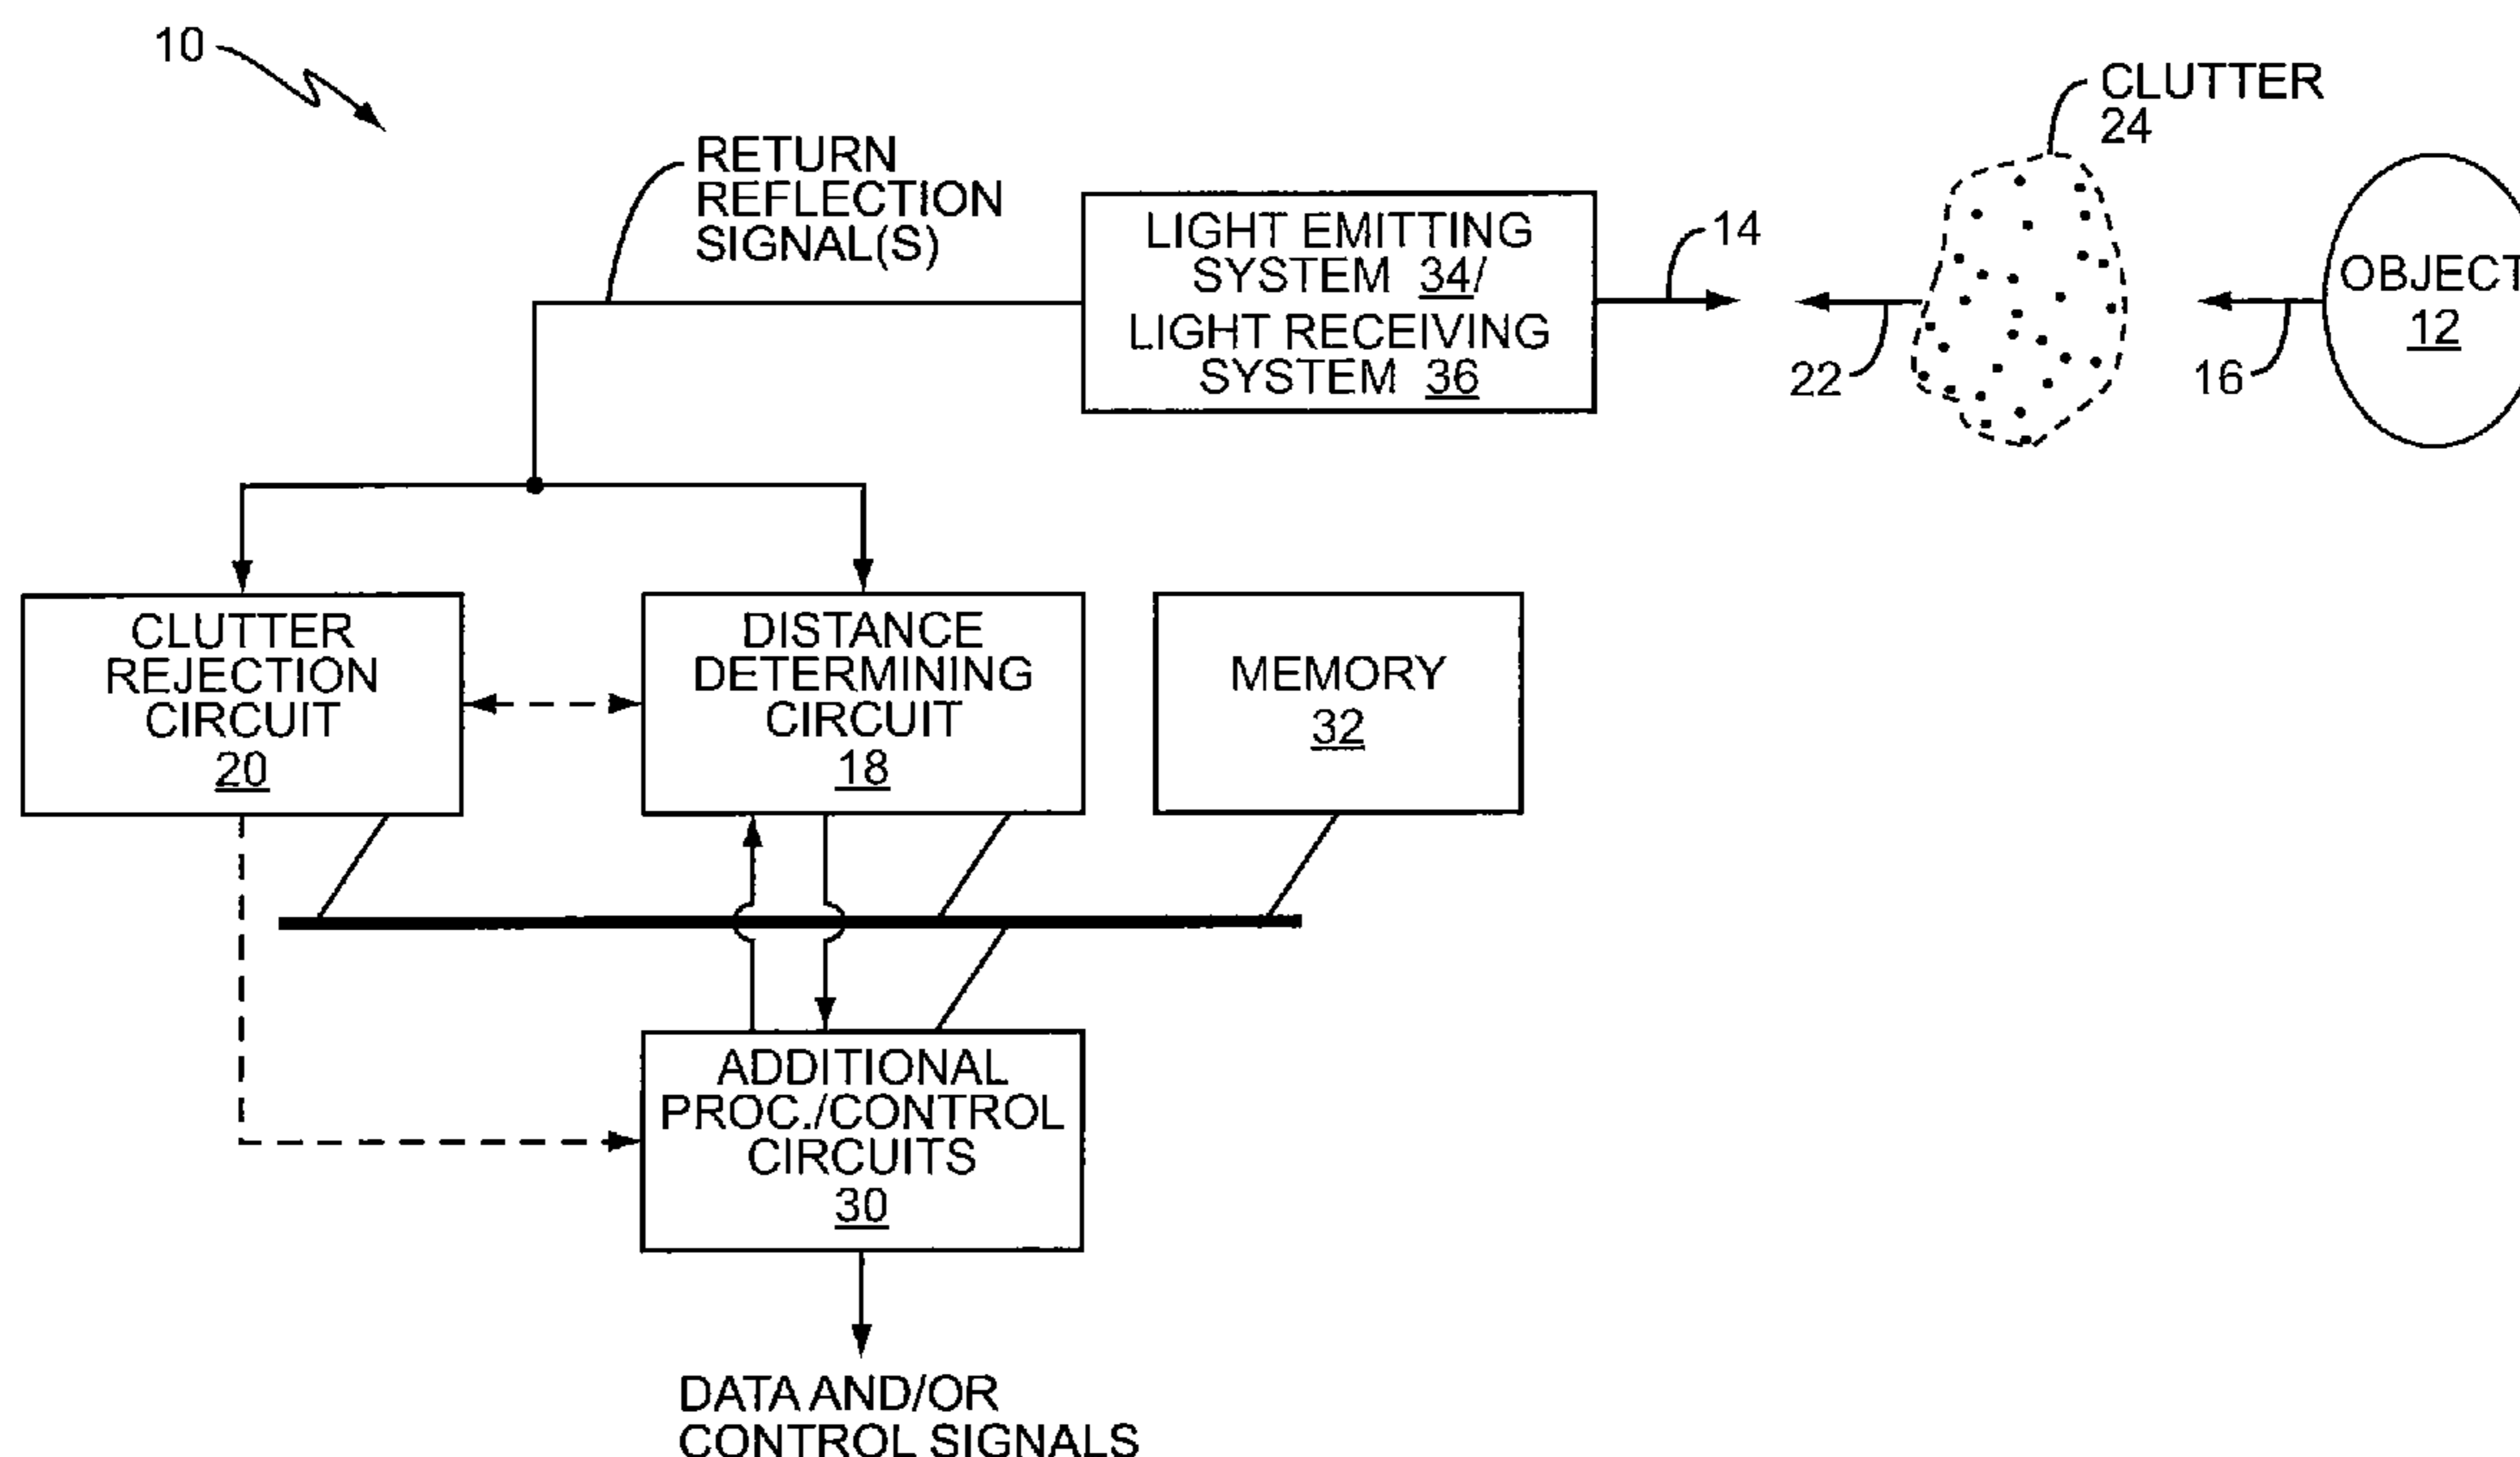 10
CLUTTER
24
RETURN
REFLECTION
SIGNAL(S)
LIGHT EMITTING
SYSTEM 34/
LIGHT RECEIVING
SYSTEM 36
14
22
16
OBJECT
12
CLUTTER
REJECTION
CIRCUIT
20
DISTANCE
DETERMINING
CIRCUIT
18
MEMORY
32
ADDITIONAL
PROC./CONTROL
CIRCUITS
30
DATA AND/OR
CONTROL SIGNALS